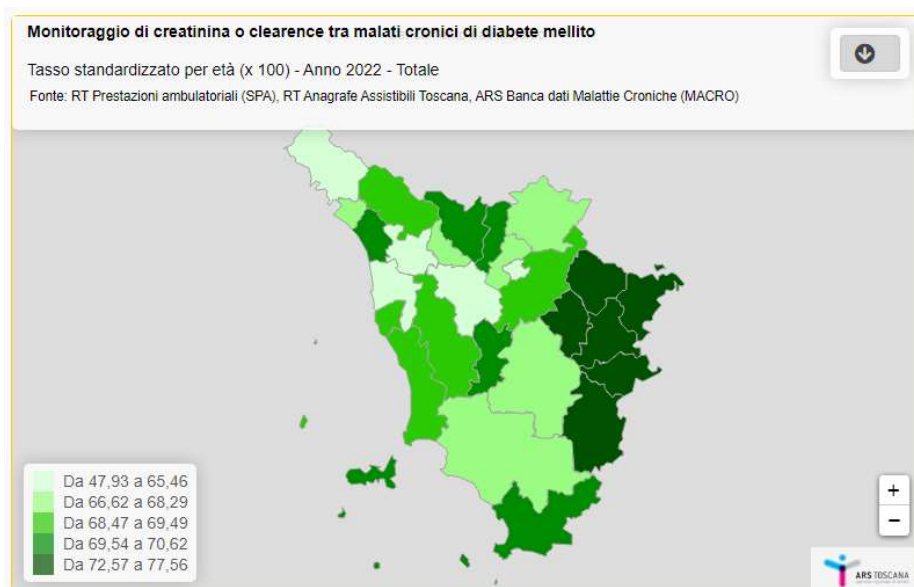 Monitoraggio di creatinina o clearence tra malati cronici di diabete mellito
Tasso standardizzato per età (x 100) - Anno 2022 - Totale
Fonte: RT Prestazioni ambulatoriali (SPA), RT Anagrafe Assistibili Toscana, ARS Banca dati Malattie Croniche (MACRO)
Da 47,93 a 65,46
Da 66,62 a 68,29
Da 68,47 a 69,49
Da 69,54 a 70,62
Da 72,57 a 77,56
+
−
ARS TOSCANA